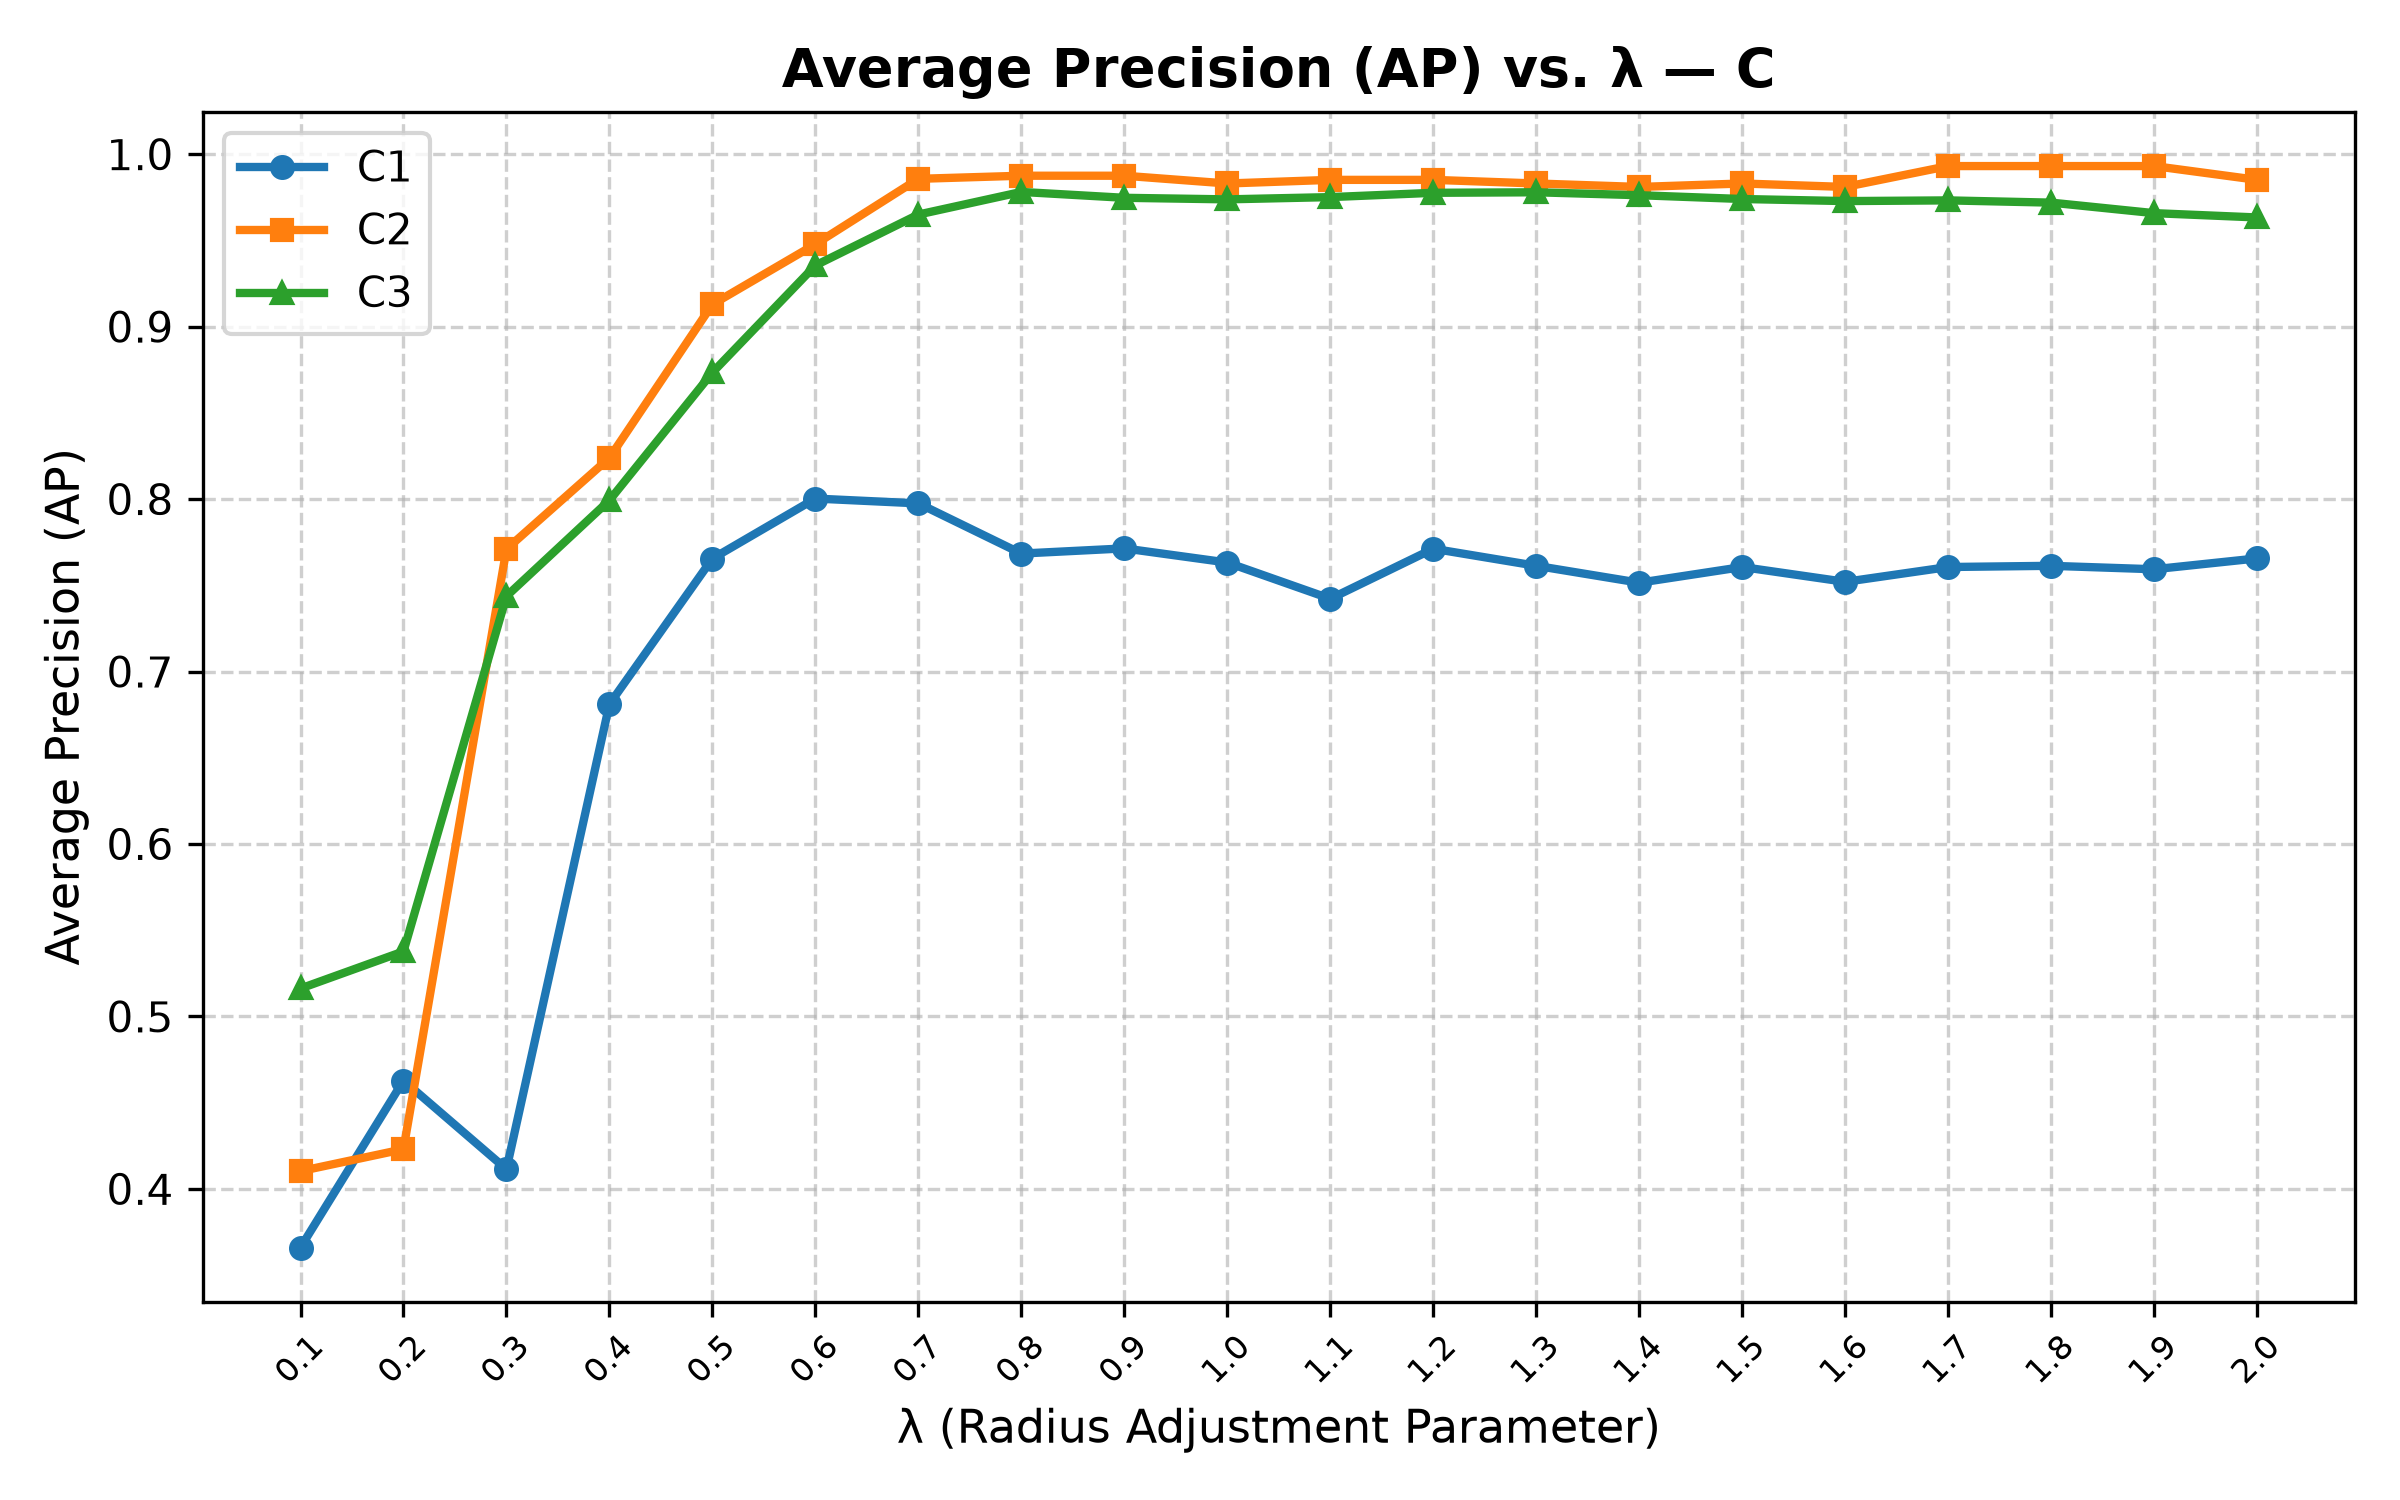 Average Precision (AP) vs. λ — C
C1
C2
C3
Average Precision (AP)
1.0
0.9
0.8
0.7
0.6
0.5
0.4
0.1 0.2 0.3 0.4 0.5 0.6 0.7 0.8 0.9 1.0 1.1 1.2 1.3 1.4 1.5 1.6 1.7 1.8 1.9 2.0
λ (Radius Adjustment Parameter)